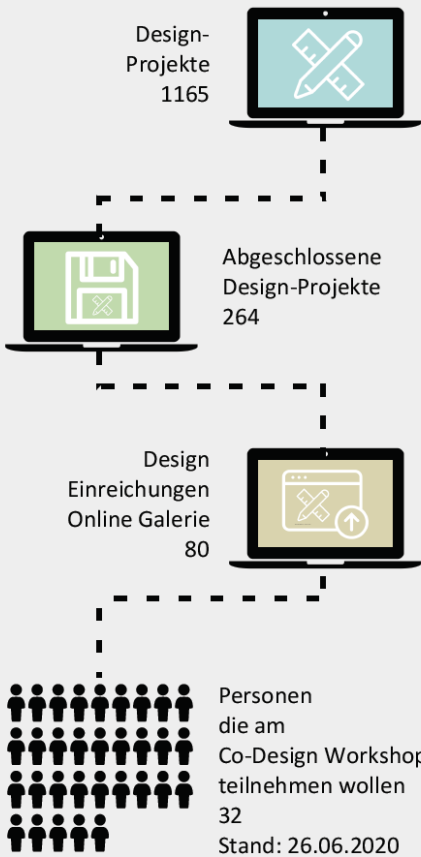 Design-
Projekte
1165
Abgeschlossene
Design-Projekte
264
Design
Einreichungen
Online Galerie
80
Personen
die am
Co-Design Workshop
teilnehmen wollen
32
Stand: 26.06.2020